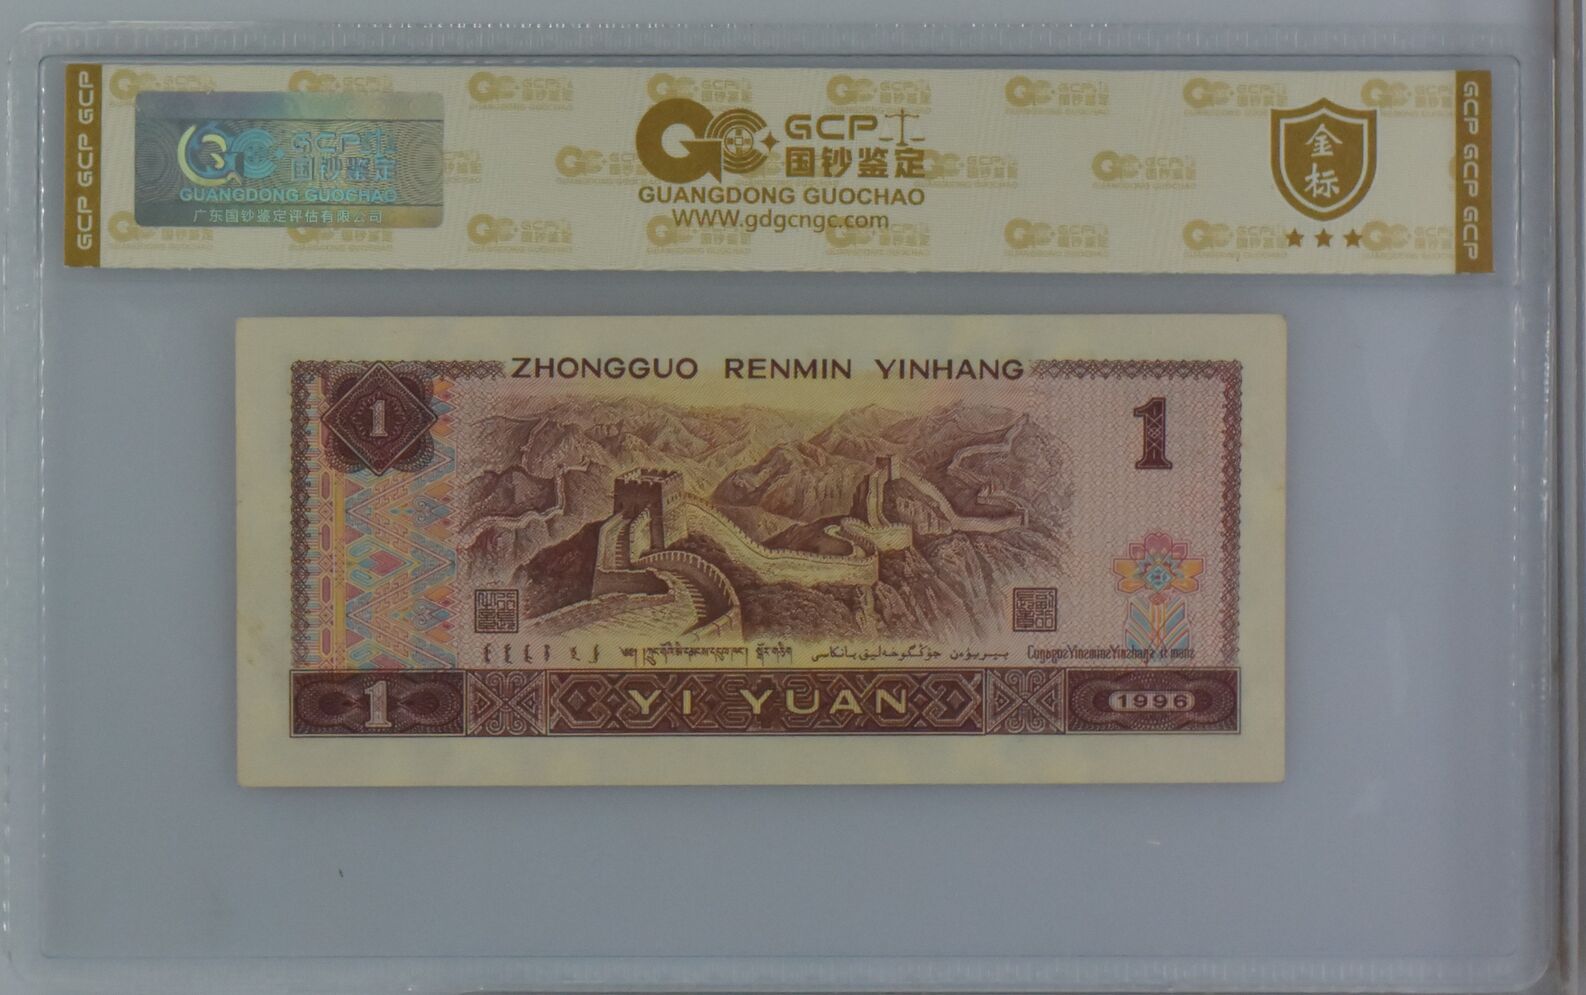 GCP GCP GCP
GCP
国钞鉴定
GUANGDONG GUOCHAO
广东国钞鉴定评估有限公司
GCP
国钞鉴定
GUANGDONG GUOCHAO
WWW.gdgcngc.com
金标
GCP GCP GCP
ZHONGGUO RENMIN YINHANG
1
1
1
YI YUAN
1996